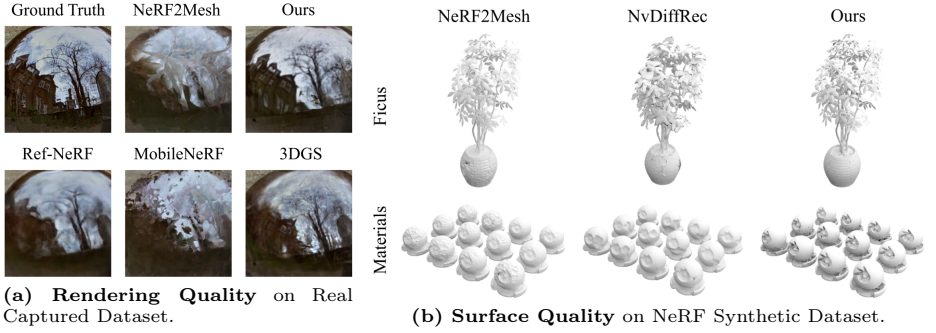 Ground Truth NeRF2Mesh Ours
Ref-NeRF MobileNeRF 3DGS
(a) Rendering Quality on Real
Captured Dataset.
NeRF2Mesh NvDiffRec Ours
Ficus
Materials
(b) Surface Quality on NeRF Synthetic Dataset.